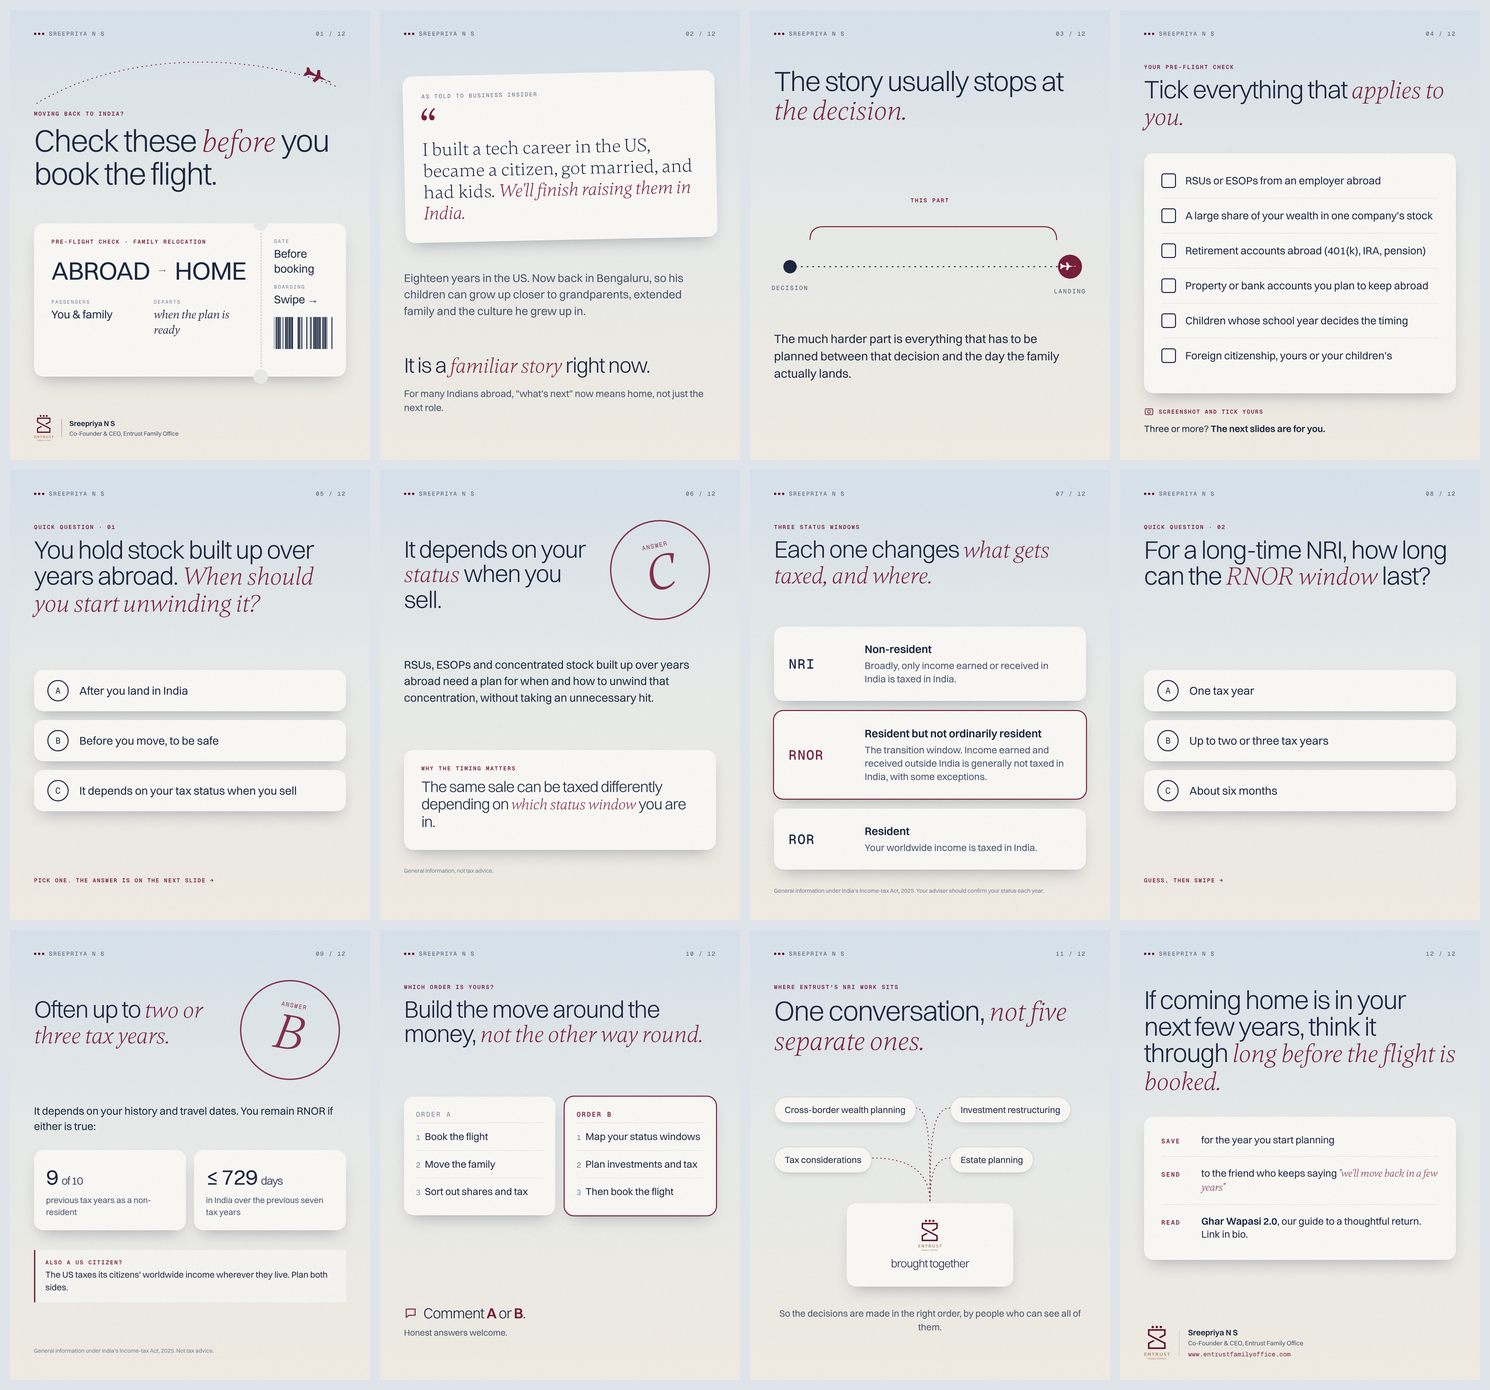 SREEPRIYA N S
01 / 12
MOVING BACK TO INDIA?
Check these before you
book the flight.
PRE-FLIGHT CHECK · FAMILY RELOCATION
ABROAD → HOME
PASSENGERS
You & family
DEPARTS
when the plan is
ready
GATE
Before
booking
BOARDING
Swipe →
ENTRUST
Sreepriya N S
Co-Founder & CEO, Entrust Family Office
SREEPRIYA N S
02 / 12
AS TOLD TO BUSINESS INSIDER
“
I built a tech career in the US,
became a citizen, got married, and
had kids. We'll finish raising them in
India.
Eighteen years in the US. Now back in Bengaluru, so his
children can grow up closer to grandparents, extended
family and the culture he grew up in.
It is a familiar story right now.
For many Indians abroad, "what's next" now means home, not just the
next role.
SREEPRIYA N S
03 / 12
The story usually stops at
the decision.
THIS PART
DECISION
LANDING
The much harder part is everything that has to be
planned between that decision and the day the family
actually lands.
SREEPRIYA N S
04 / 12
YOUR PRE-FLIGHT CHECK
Tick everything that applies to
you.
RSUs or ESOPs from an employer abroad
A large share of your wealth in one company's stock
Retirement accounts abroad (401(k), IRA, pension)
Property or bank accounts you plan to keep abroad
Children whose school year decides the timing
Foreign citizenship, yours or your children's
SCREENSHOT AND TICK YOURS
Three or more? The next slides are for you.
SREEPRIYA N S
05 / 12
QUICK QUESTION · 01
You hold stock built up over
years abroad. When should
you start unwinding it?
A After you land in India
B Before you move, to be safe
C It depends on your tax status when you sell
PICK ONE. THE ANSWER IS ON THE NEXT SLIDE →
SREEPRIYA N S
06 / 12
It depends on your
status when you
sell.
ANSWER
C
RSUs, ESOPs and concentrated stock built up over years
abroad need a plan for when and how to unwind that
concentration, without taking an unnecessary hit.
WHY THE TIMING MATTERS
The same sale can be taxed differently
depending on which status window you are
in.
General information, not tax advice.
SREEPRIYA N S
07 / 12
THREE STATUS WINDOWS
Each one changes what gets
taxed, and where.
NRI
Non-resident
Broadly, only income earned or received in
India is taxed in India.
RNOR
Resident but not ordinarily resident
The transition window. Income earned and
received outside India is generally not taxed in
India, with some exceptions.
ROR
Resident
Your worldwide income is taxed in India.
General information under India's Income-tax Act, 2025. Your adviser should confirm your status each year.
SREEPRIYA N S
08 / 12
QUICK QUESTION · 02
For a long-time NRI, how long
can the RNOR window last?
A One tax year
B Up to two or three tax years
C About six months
GUESS, THEN SWIPE →
SREEPRIYA N S
09 / 12
Often up to two or
three tax years.
ANSWER
B
It depends on your history and travel dates. You remain RNOR if
either is true:
9 of 10
previous tax years as a non-
resident
≤ 729 days
in India over the previous seven
tax years
ALSO A US CITIZEN?
The US taxes its citizens' worldwide income wherever they live. Plan both
sides.
General information under India's Income-tax Act, 2025. Not tax advice.
SREEPRIYA N S
10 / 12
WHICH ORDER IS YOURS?
Build the move around the
money, not the other way round.
ORDER A
1 Book the flight
2 Move the family
3 Sort out shares and tax
ORDER B
1 Map your status windows
2 Plan investments and tax
3 Then book the flight
Comment A or B.
Honest answers welcome.
SREEPRIYA N S
11 / 12
WHERE ENTRUST'S NRI WORK SITS
One conversation, not five
separate ones.
Cross-border wealth planning
Investment restructuring
Tax considerations
Estate planning
ENTRUST
brought together
So the decisions are made in the right order, by people who can see all of
them.
SREEPRIYA N S
12 / 12
If coming home is in your
next few years, think it
through long before the flight is
booked.
SAVE for the year you start planning
SEND to the friend who keeps saying "we'll move back in a few
years"
READ Ghar Wapasi 2.0, our guide to a thoughtful return.
Link in bio.
ENTRUST
Sreepriya N S
Co-Founder & CEO, Entrust Family Office
www.entrustfamilyoffice.com